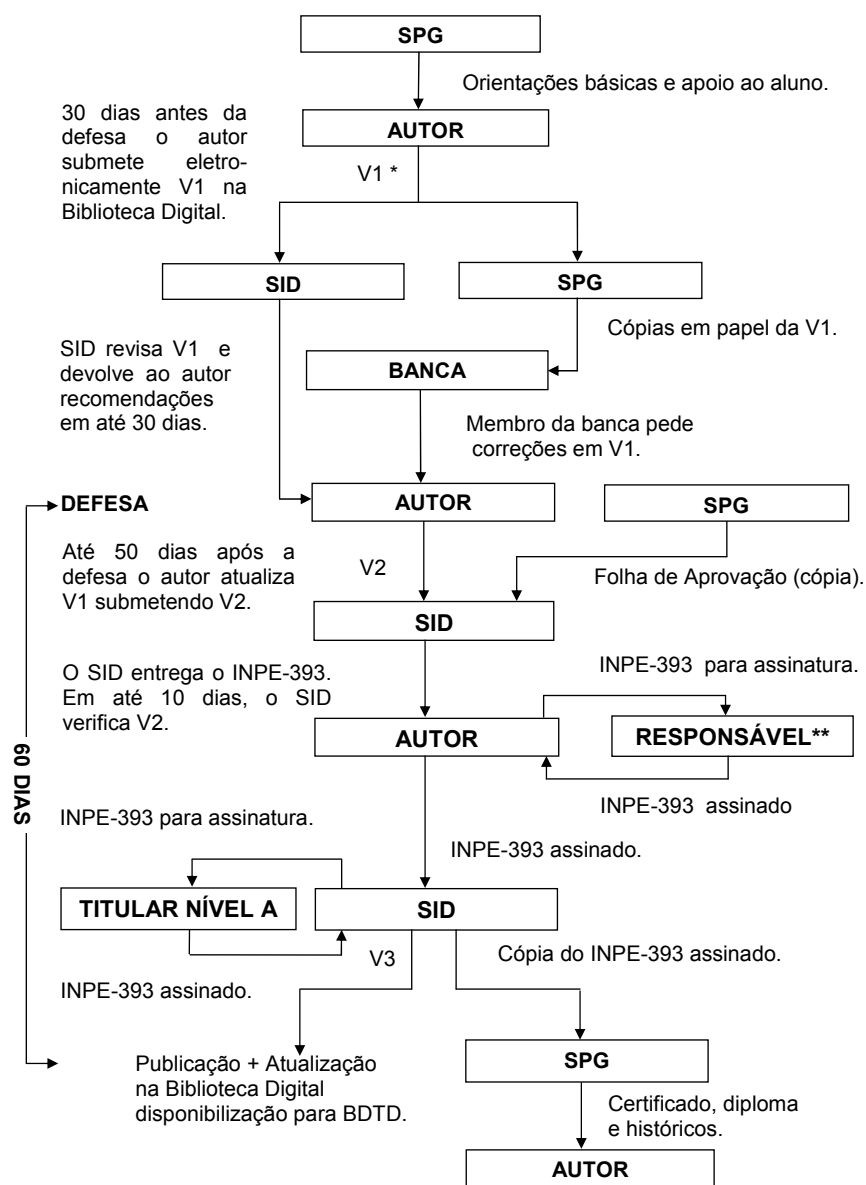 SPG
Orientações básicas e apoio ao aluno.
30 dias antes da
defesa o autor
submete eletro-
nicamente V1 na
Biblioteca Digital.
AUTOR
V1 *
SID
SPG
Cópias em papel da V1.
SID revisa V1 e
devolve ao autor
recomendações
em até 30 dias.
BANCA
Membro da banca pede
correções em V1.
DEFESA
AUTOR
SPG
Até 50 dias após a
defesa o autor atualiza
V1 submetendo V2.
V2
Folha de Aprovação (cópia).
SID
O SID entrega o INPE-393.
Em até 10 dias, o SID
verifica V2.
INPE-393 para assinatura.
AUTOR
RESPONSÁVEL**
60 DIAS
INPE-393 assinado
INPE-393 para assinatura.
INPE-393 assinado.
TITULAR NÍVEL A
SID
V3
Cópia do INPE-393 assinado.
INPE-393 assinado.
Publicação + Atualização
na Biblioteca Digital
disponibilização para BDTD.
SPG
Certificado, diploma
e históricos.
AUTOR